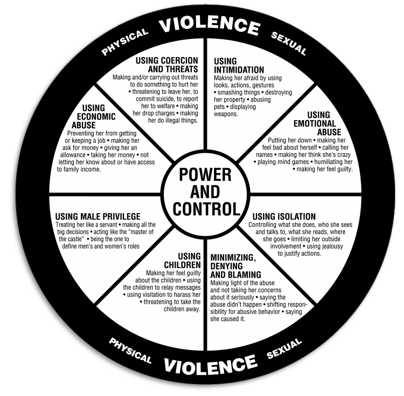 PHYSICAL VIOLENCE SEXUAL
USING COERCION
AND THREATS
Making and/or carrying out threats
to do something to hurt her
• threatening to leave her, to
commit suicide, to report
her to welfare • making
her drop charges • making
her do illegal things.
USING
INTIMIDATION
Making her afraid by using
looks, actions, gestures
• smashing things • destroying
her property • abusing
pets • displaying
weapons.
USING
ECONOMIC
ABUSE
Preventing her from getting
or keeping a job • making her
ask for money • giving her an
allowance • taking her money • not
letting her know about or have access
to family income.
USING
EMOTIONAL
ABUSE
Putting her down • making her
feel bad about herself • calling her
names • making her think she's crazy
• playing mind games • humiliating her
• making her feel guilty.
POWER
AND
CONTROL
USING MALE PRIVILEGE
Treating her like a servant • making all the
big decisions • acting like the "master of
the castle" • being the one to
define men's and women's roles
USING ISOLATION
Controlling what she does, who she sees
and talks to, what she reads, where
she goes • limiting her outside
involvement • using jealousy
to justify actions.
USING
CHILDREN
Making her feel guilty
about the children • using
the children to relay messages
• using visitation to harass her
• threatening to take the
children away.
MINIMIZING,
DENYING
AND BLAMING
Making light of the abuse
and not taking her concerns
about it seriously • saying the
abuse didn't happen • shifting respon-
sibility for abusive behavior • saying
she caused it.
PHYSICAL VIOLENCE SEXUAL